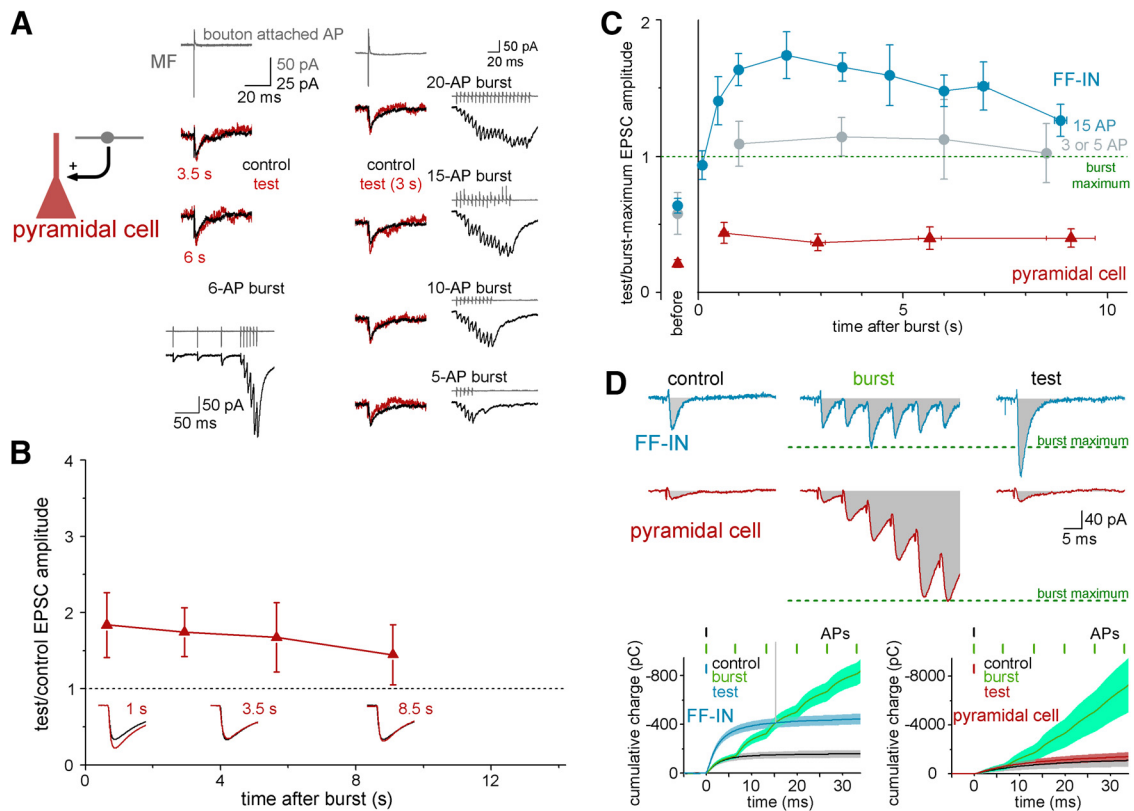 A
bouton attached AP
MF
50 pA
25 pA
20 ms
50 pA
20 ms
20-AP burst
+
3.5 s
control
test
control
test (3 s)
15-AP burst
pyramidal cell
6 s
6-AP burst
10-AP burst
5-AP burst
50 pA
50 ms
B
test/control EPSC amplitude
4
3
2
1
0
1 s
3.5 s
8.5 s
0
4
8
12
time after burst (s)
C
test/burst-maximum EPSC amplitude
2
1
0
FF-IN
15 AP
3 or 5 AP
burst
maximum
pyramidal cell
before
0
5
10
time after burst (s)
D
control
burst
test
FF-IN
burst maximum
burst maximum
pyramidal cell
40 pA
5 ms
burst maximum
cumulative charge (pC)
-800
-400
0
APs
control
burst
test
FF-IN
0
10
20
30
time (ms)
cumulative charge (pC)
-8000
-4000
0
APs
control
burst
test
pyramidal cell
0
10
20
30
time (ms)